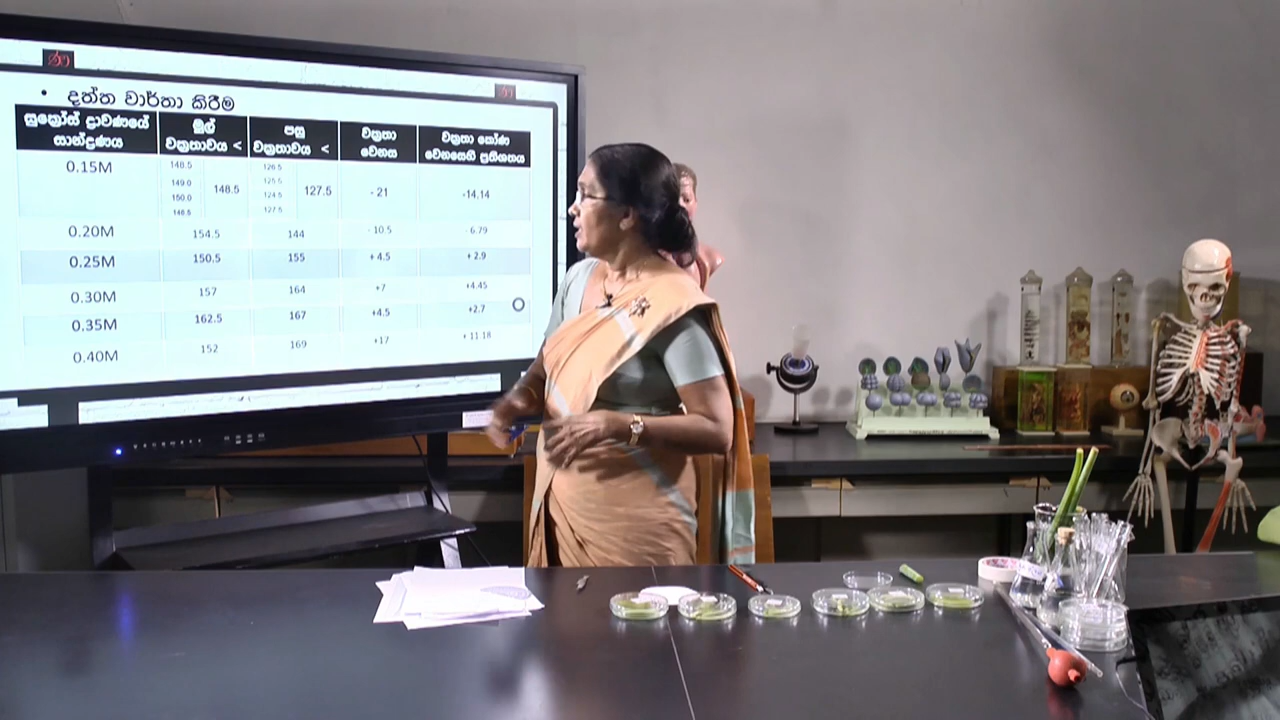 • දත්ත වාර්තා කිරීම
සුක්‍රෝස් ද්‍රාවණයේ සාන්ද්‍රණය මුල් වක්‍රතාවය < පසු වක්‍රතාවය < වක්‍රතා වෙනස වක්‍රතා කෝණ වෙනසෙහි ප්‍රතිශතය
0.15M 148.5 149.0 150.0 146.5 148.5 126.5 125.5 124.5 127.5 127.5 - 21 -14.14
0.20M 154.5 144 - 10.5 - 6.79
0.25M 150.5 155 + 4.5 + 2.9
0.30M 157 164 +7 +4.45
0.35M 162.5 167 +4.5 +2.7
0.40M 152 169 +17 + 11.18